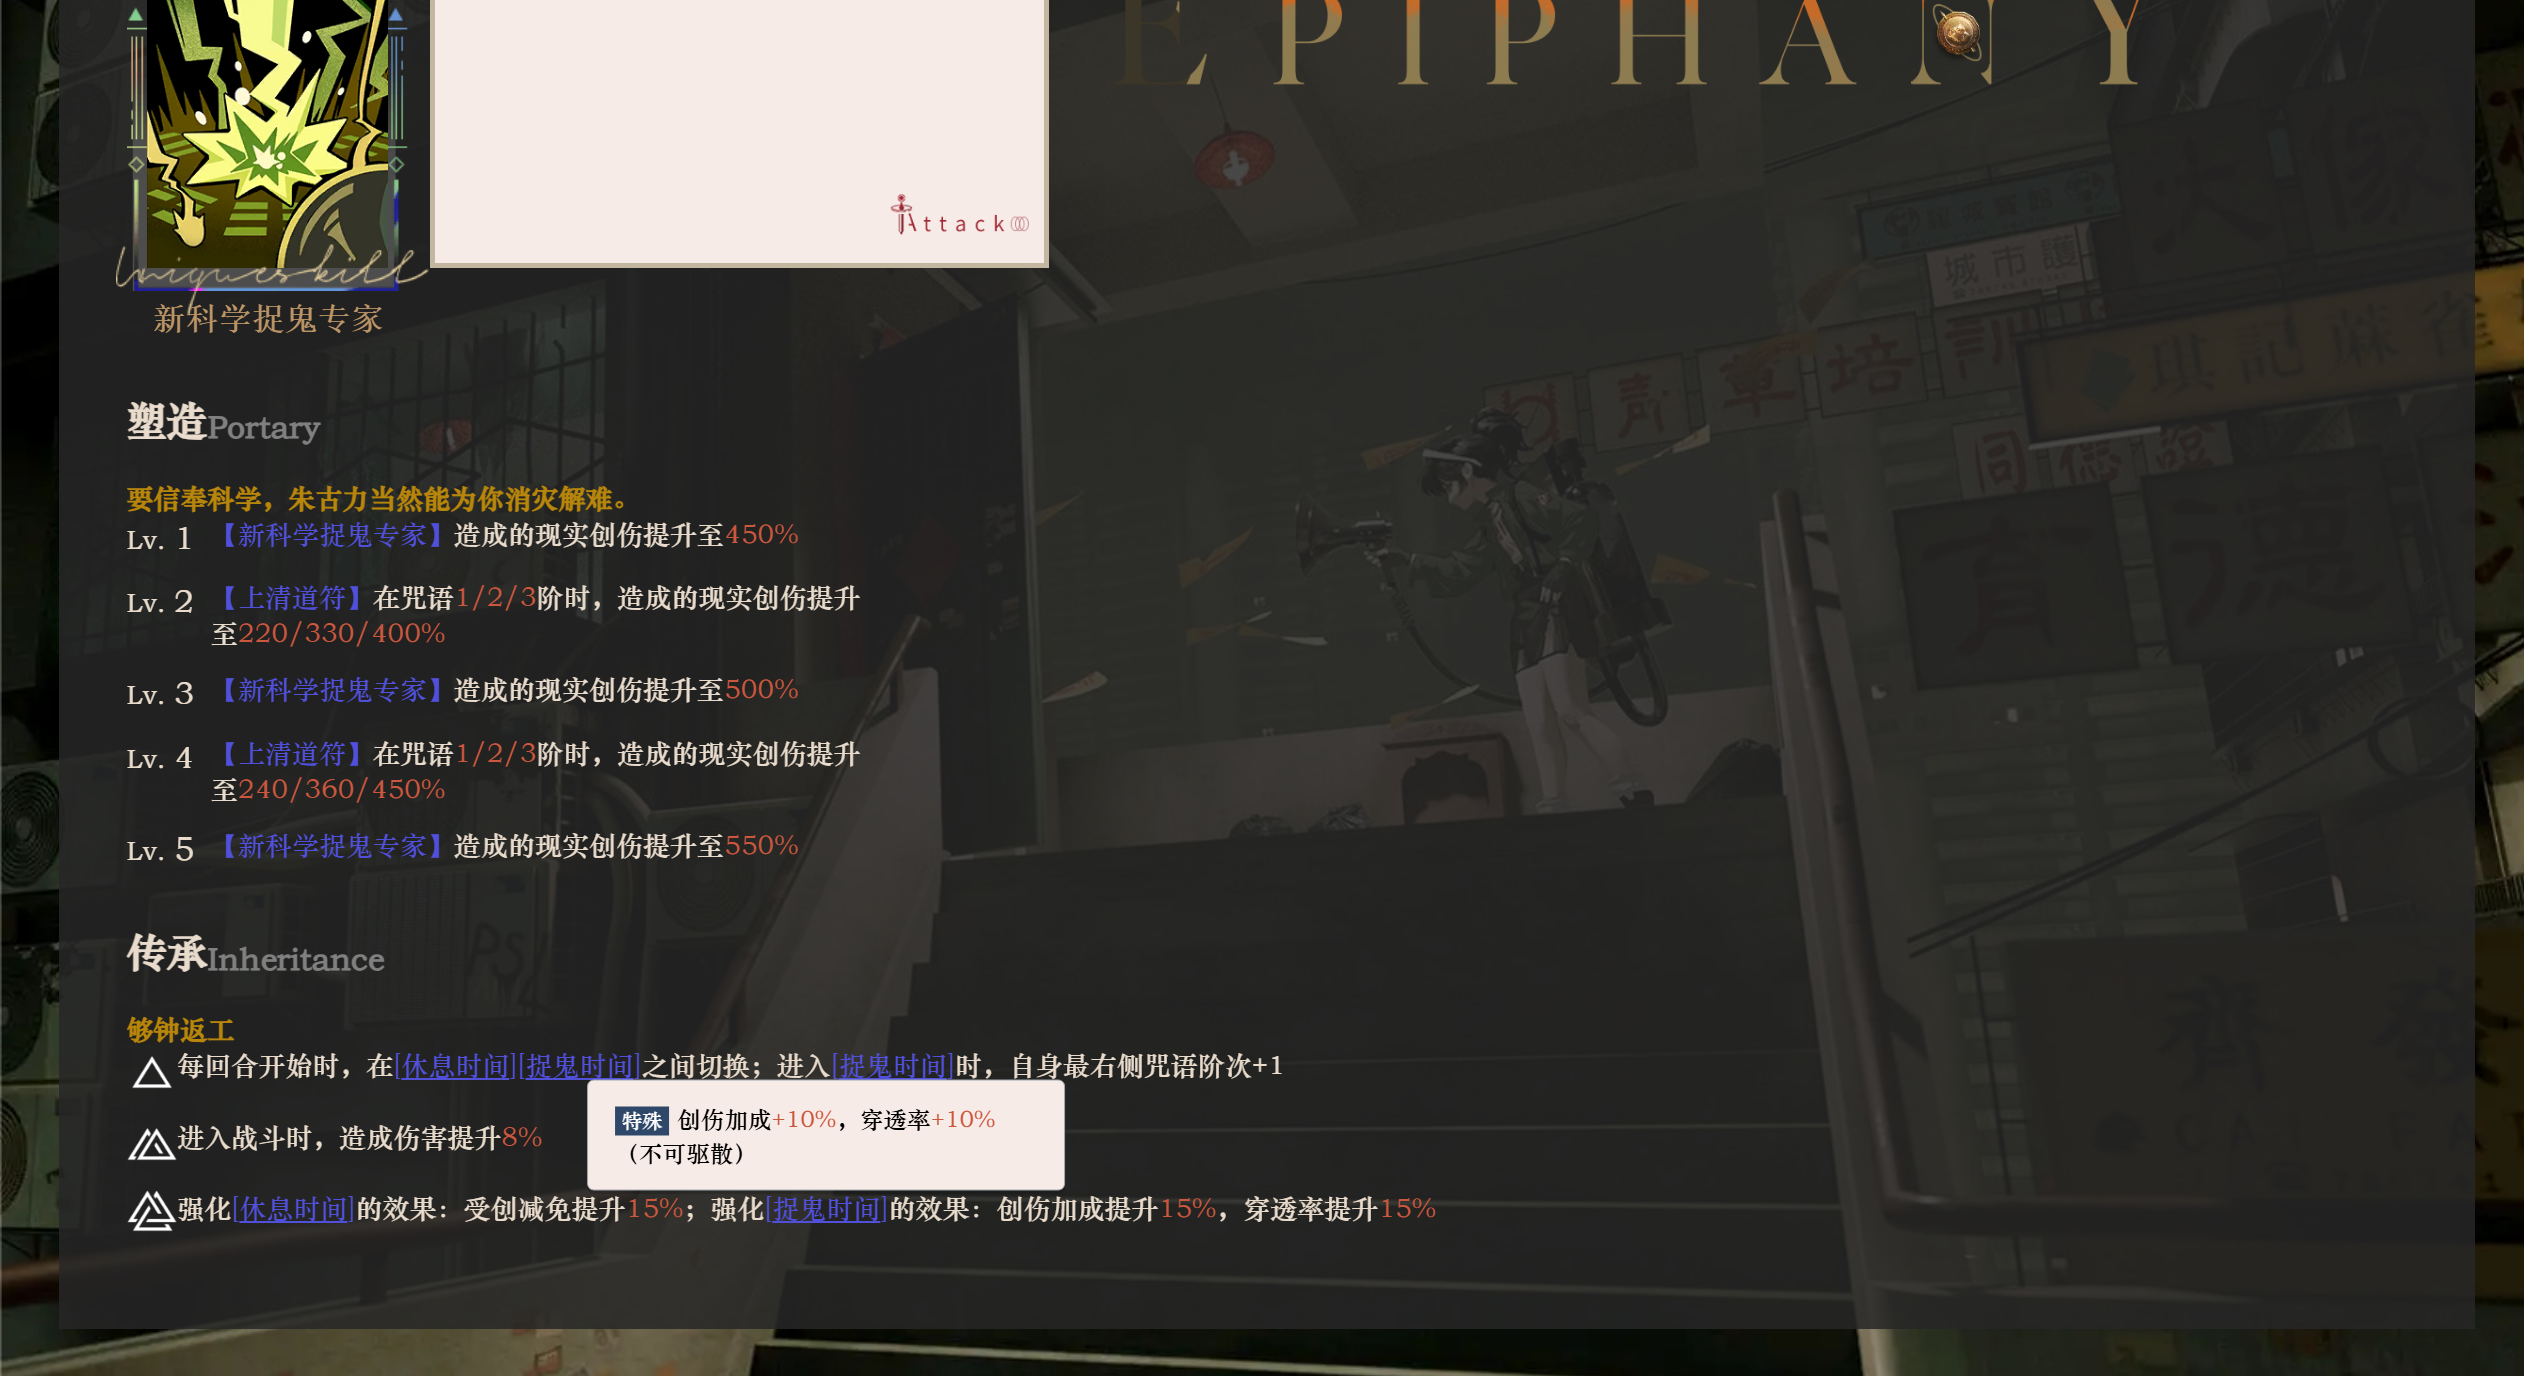 EPIPHANY
Attack
Uniqueskill
新科学捉鬼专家
塑造Portary
要信奉科学，朱古力当然能为你消灾解难。
Lv. 1 【新科学捉鬼专家】造成的现实创伤提升至450%
Lv. 2 【上清道符】在咒语1/2/3阶时，造成的现实创伤提升
至220/330/400%
Lv. 3 【新科学捉鬼专家】造成的现实创伤提升至500%
Lv. 4 【上清道符】在咒语1/2/3阶时，造成的现实创伤提升
至240/360/450%
Lv. 5 【新科学捉鬼专家】造成的现实创伤提升至550%
传承Inheritance
够钟返工
每回合开始时，在[休息时间][捉鬼时间]之间切换；进入[捉鬼时间]时，自身最右侧咒语阶次+1
特殊 创伤加成+10%，穿透率+10%
（不可驱散）
进入战斗时，造成伤害提升8%
强化[休息时间]的效果：受创减免提升15%；强化[捉鬼时间]的效果：创伤加成提升15%，穿透率提升15%
城市護
琪記蔴雀
培
青
同